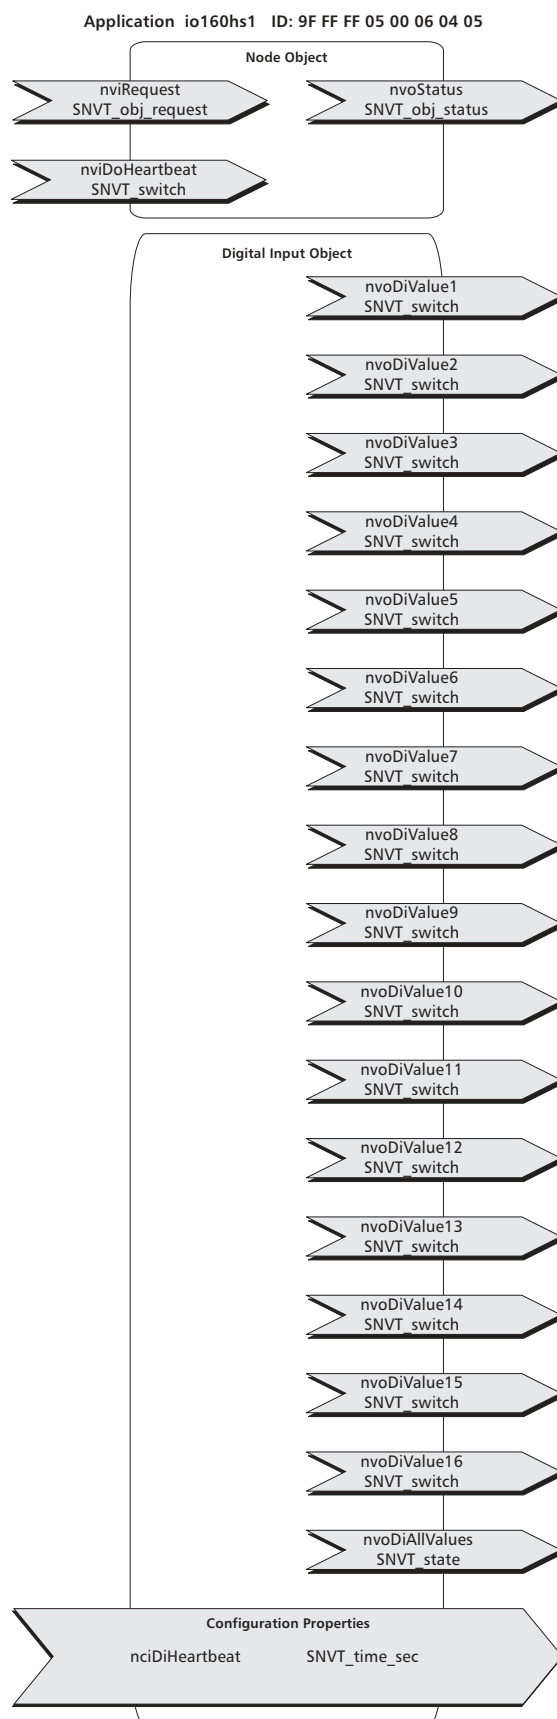 Application io160hs1 ID: 9F FF FF 05 00 06 04 05
Node Object
nviRequest
SNVT_obj_request
nvoStatus
SNVT_obj_status
nviDoHeartbeat
SNVT_switch
Digital Input Object
nvoDiValue1
SNVT_switch
nvoDiValue2
SNVT_switch
nvoDiValue3
SNVT_switch
nvoDiValue4
SNVT_switch
nvoDiValue5
SNVT_switch
nvoDiValue6
SNVT_switch
nvoDiValue7
SNVT_switch
nvoDiValue8
SNVT_switch
nvoDiValue9
SNVT_switch
nvoDiValue10
SNVT_switch
nvoDiValue11
SNVT_switch
nvoDiValue12
SNVT_switch
nvoDiValue13
SNVT_switch
nvoDiValue14
SNVT_switch
nvoDiValue15
SNVT_switch
nvoDiValue16
SNVT_switch
nvoDiAllValues
SNVT_state
Configuration Properties
nciDiHeartbeat SNVT_time_sec